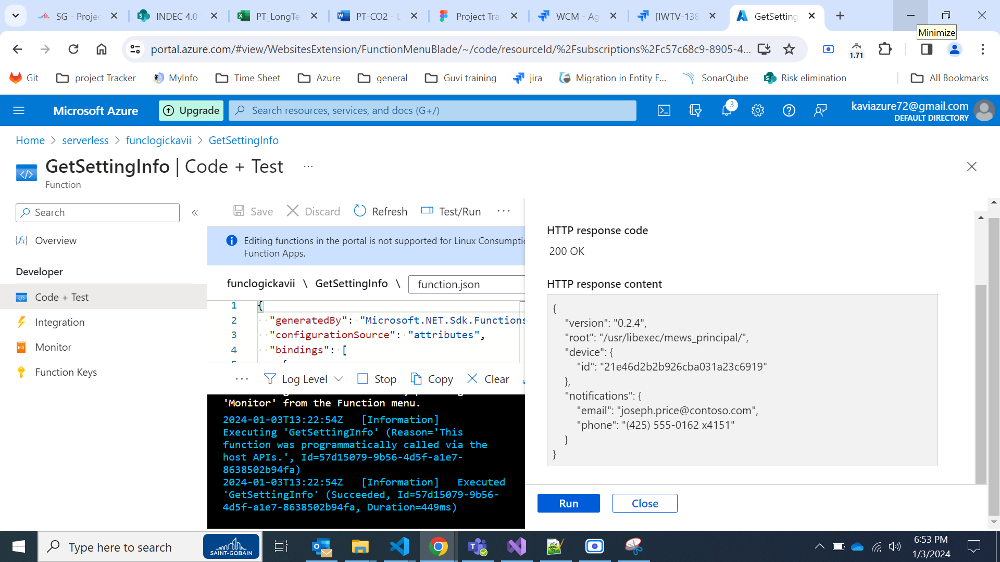 SG - Projec
INDEC 4.0
PT_LongTe
PT-CO2 - L
Project Tra
WCM - Ag
[IWTV-138
GetSetting
Minimize
portal.azure.com/#view/WebsitesExtension/FunctionMenuBlade/~/code/resourceId/%2Fsubscriptions%2Fc57c68c9-8905-4...
1.71
Git
project Tracker
MyInfo
Time Sheet
Azure
general
Guvi training
jira
Migration in Entity F...
SonarQube
Risk elimination
All Bookmarks
Microsoft Azure
Upgrade
Search resources, services, and docs (G+/)
3
kaviazure72@gmail.com
DEFAULT DIRECTORY
Home > serverless > funclogickavii > GetSettingInfo
GetSettingInfo | Code + Test ...
Function
Search
«
Overview
Developer
Code + Test
Integration
Monitor
Function Keys
Save
Discard
Refresh
Test/Run
...
Editing functions in the portal is not supported for Linux Consumptio
Function Apps.
funclogickavii \ GetSettingInfo \ function.json
1 {
2 "generatedBy": "Microsoft.NET.Sdk.Functions
3 "configurationSource": "attributes",
4 "bindings": [
... Log Level Stop Copy Clear
'Monitor' from the Function menu.
2024-01-03T13:22:54Z [Information]
Executing 'GetSettingInfo' (Reason='This
function was programmatically called via the
host APIs.', Id=57d15079-9b56-4d5f-a1e7-
8638502b94fa)
2024-01-03T13:22:54Z [Information] Executed
'GetSettingInfo' (Succeeded, Id=57d15079-9b56-
4d5f-a1e7-8638502b94fa, Duration=449ms)
HTTP response code
200 OK
HTTP response content
{
"version": "0.2.4",
"root": "/usr/libexec/mews_principal/",
"device": {
"id": "21e46d2b2b926cba031a23c6919"
},
"notifications": {
"email": "joseph.price@contoso.com",
"phone": "(425) 555-0162 x4151"
}
}
Run
Close
Type here to search
SAINT-GOBAIN
6:53 PM
1/3/2024